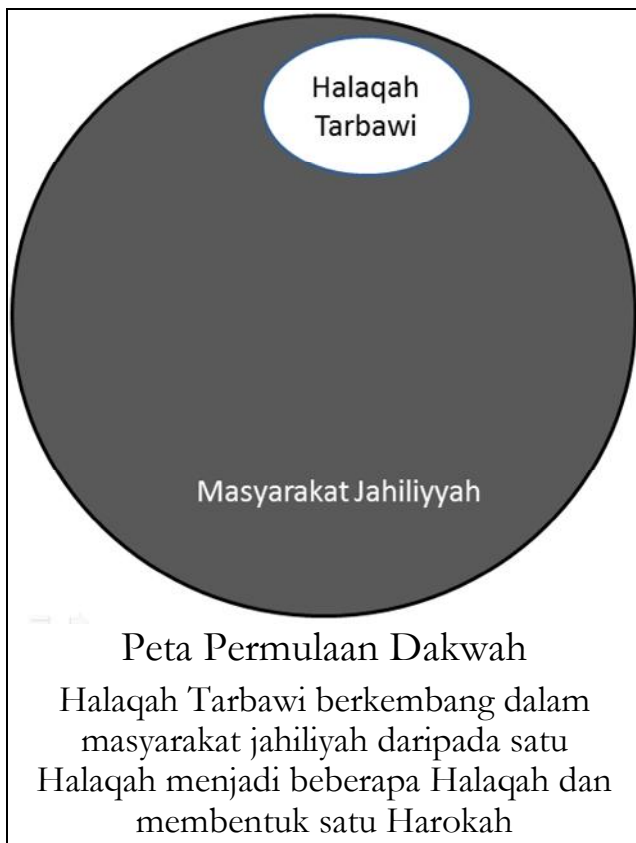 Halaqah
Tarbawi
Masyarakat Jahiliyyah
Peta Permulaan Dakwah
Halaqah Tarbawi berkembang dalam
masyarakat jahiliyah daripada satu
Halaqah menjadi beberapa Halaqah dan
membentuk satu Harokah